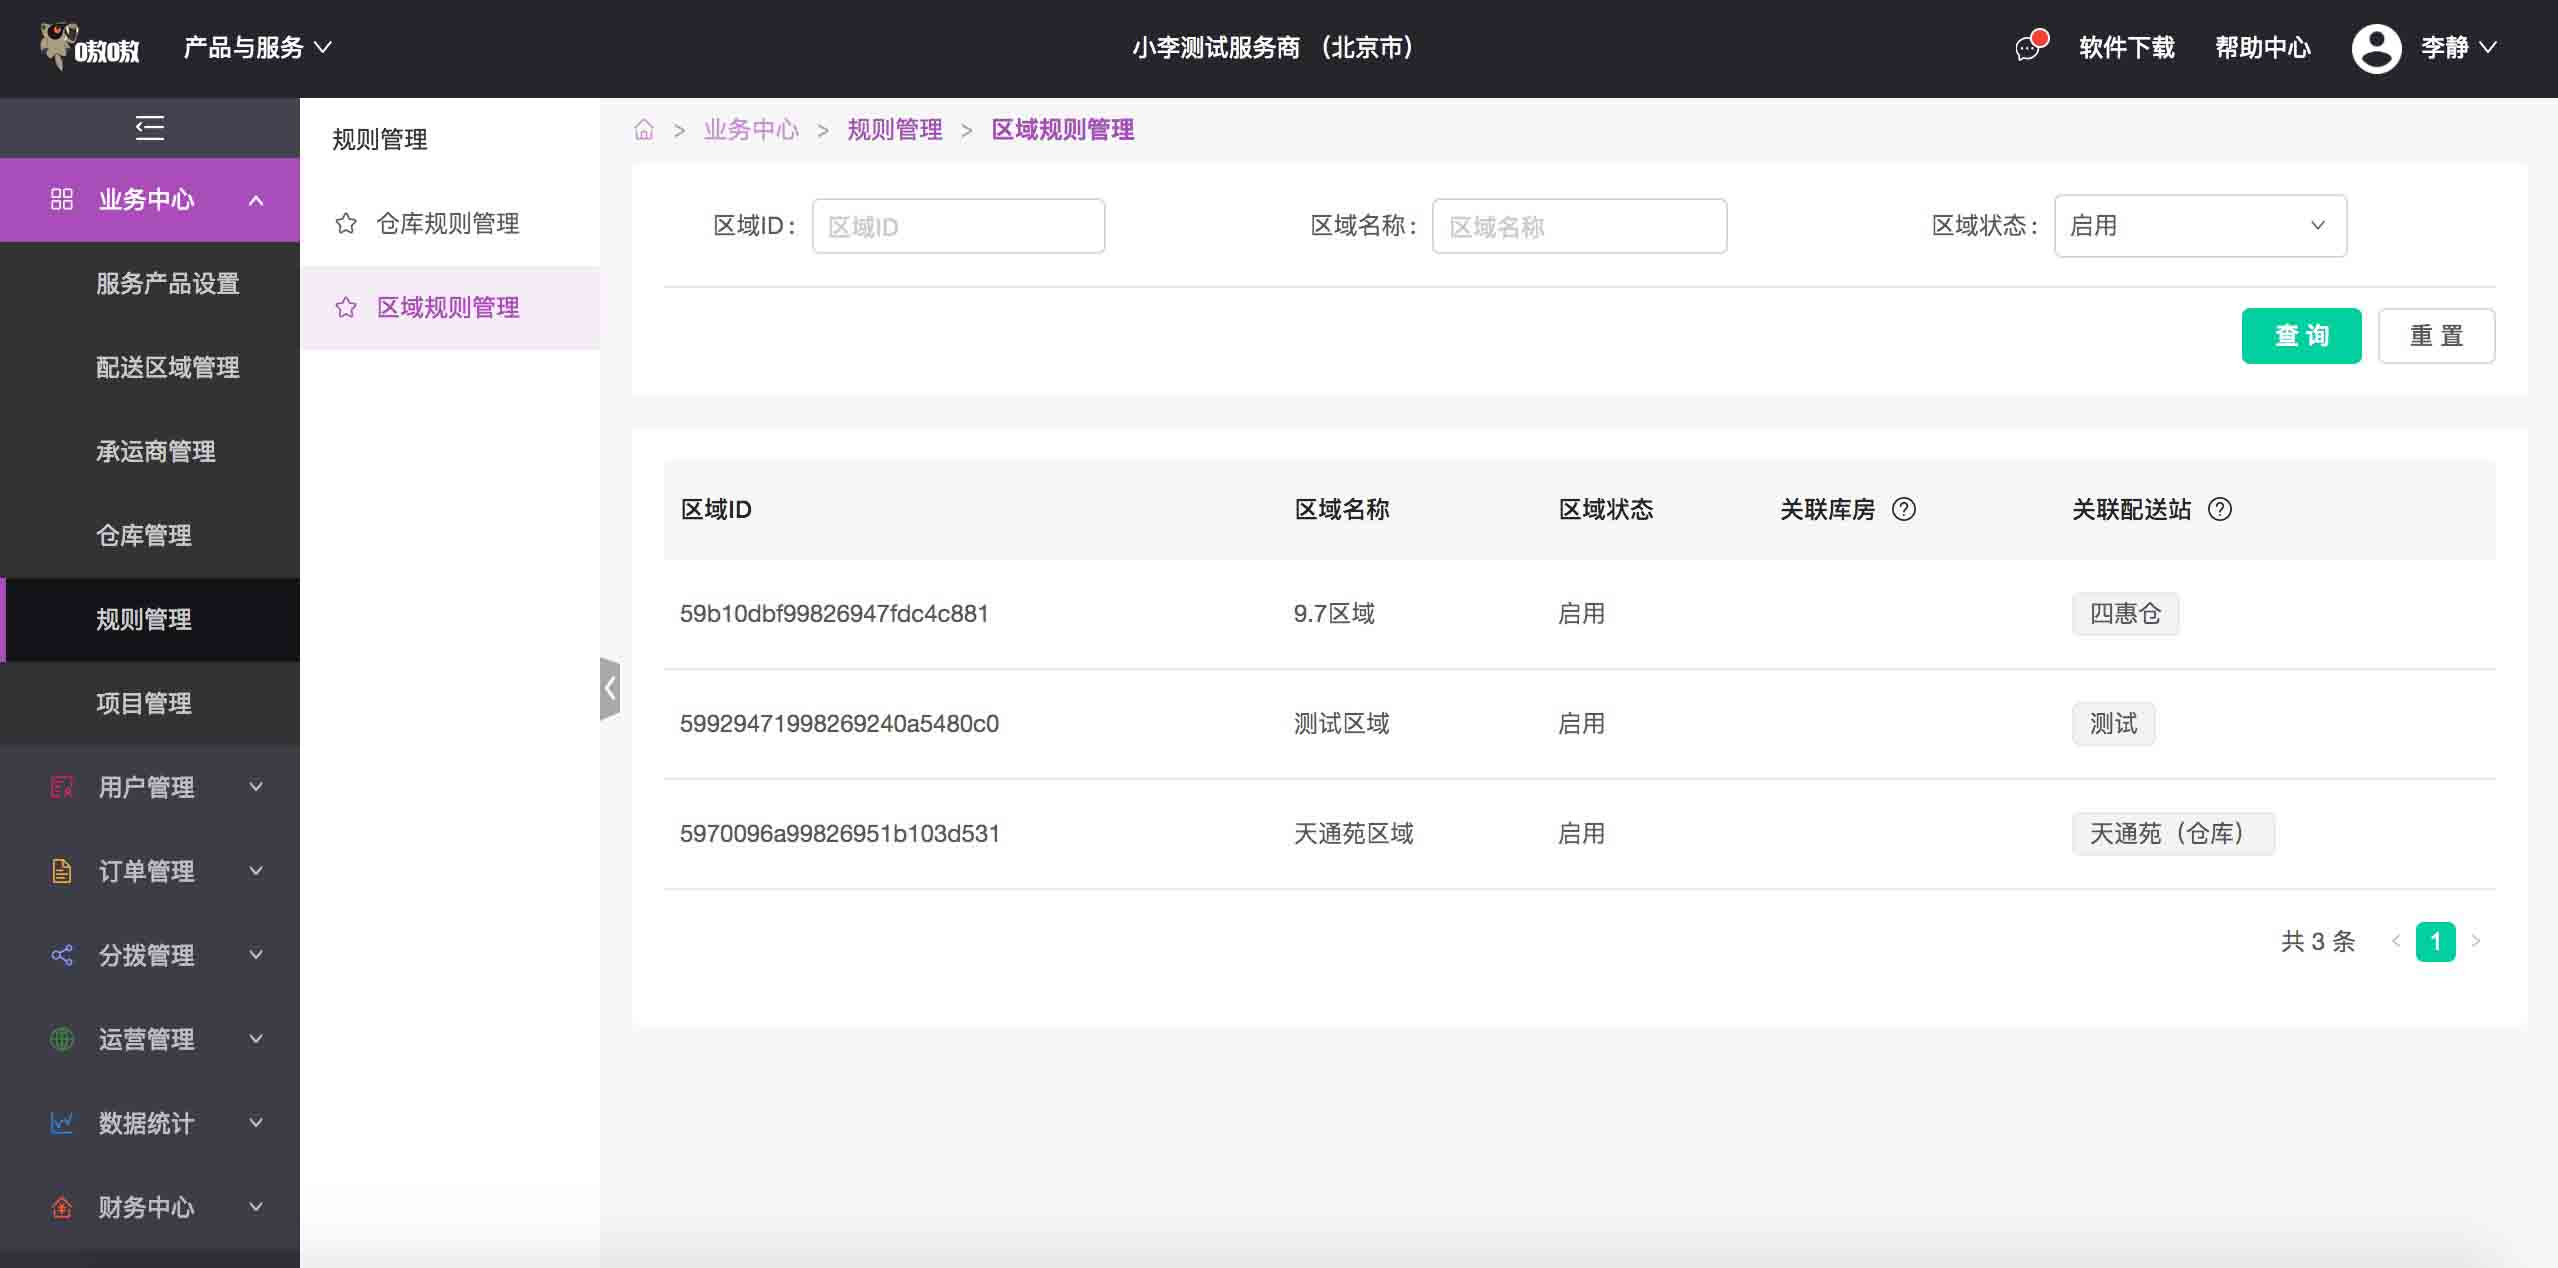 嗷嗷
产品与服务
小李测试服务商 （北京市）
软件下载
帮助中心
李静
业务中心
服务产品设置
配送区域管理
承运商管理
仓库管理
规则管理
项目管理
用户管理
订单管理
分拨管理
运营管理
数据统计
财务中心
规则管理
仓库规则管理
区域规则管理
> 业务中心 > 规则管理 > 区域规则管理
区域ID: 区域ID 区域名称: 区域名称 区域状态: 启用
查 询 重 置
区域ID 区域名称 区域状态 关联库房 ? 关联配送站 ?
59b10dbf99826947fdc4c881 9.7区域 启用 四惠仓
59929471998269240a5480c0 测试区域 启用 测试
5970096a99826951b103d531 天通苑区域 启用 天通苑（仓库）
共 3 条 < 1 >